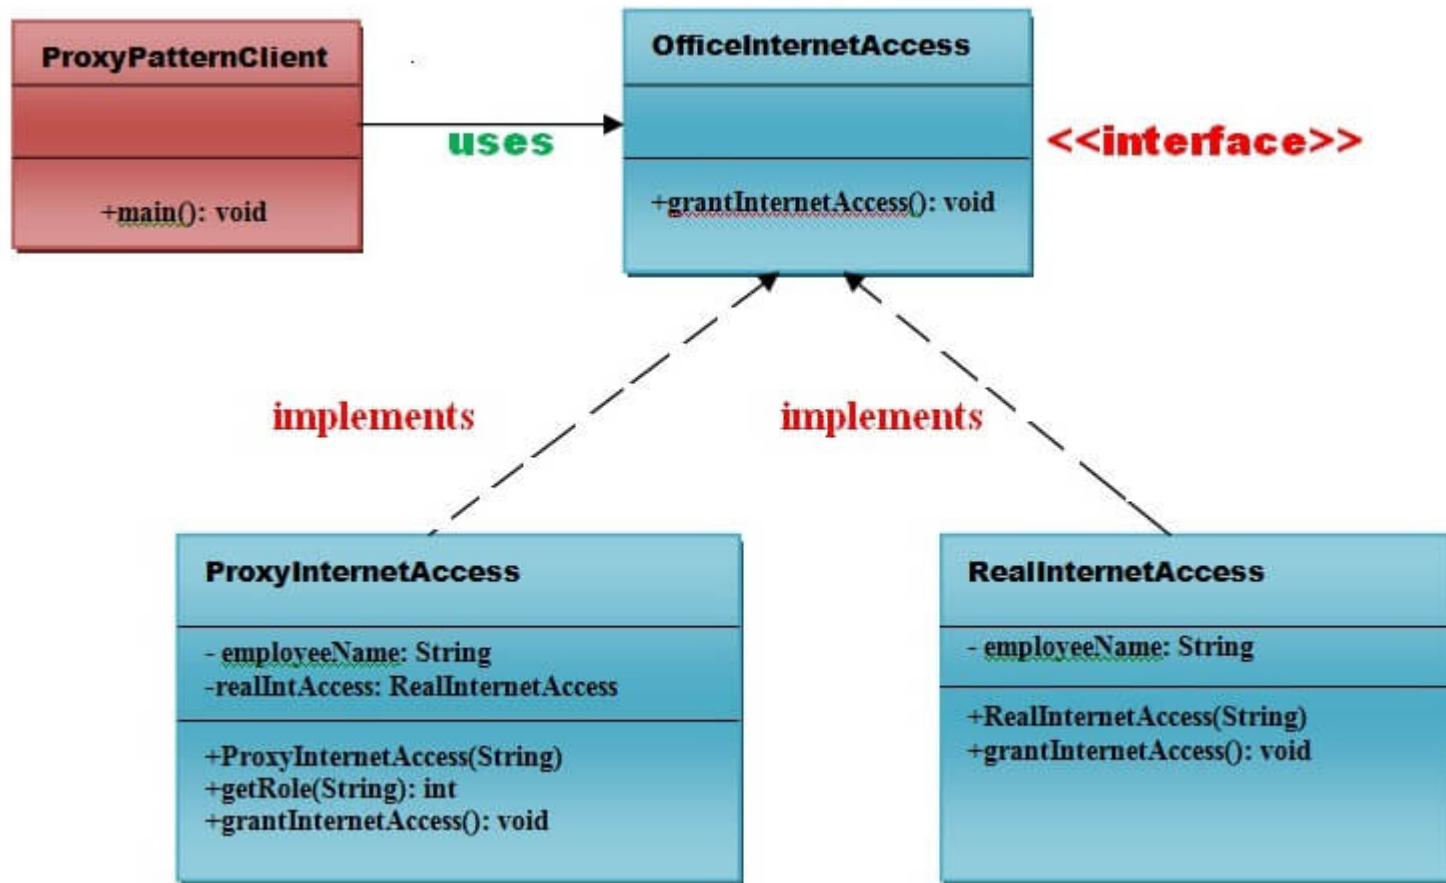 ProxyPatternClient
+main(): void
uses
OfficeInternetAccess
+grantInternetAccess(): void
<<interface>>
implements
implements
ProxyInternetAccess
- employeeName: String
-realIntAccess: RealInternetAccess
+ProxyInternetAccess(String)
+getRole(String): int
+grantInternetAccess(): void
RealInternetAccess
- employeeName: String
+RealInternetAccess(String)
+grantInternetAccess(): void